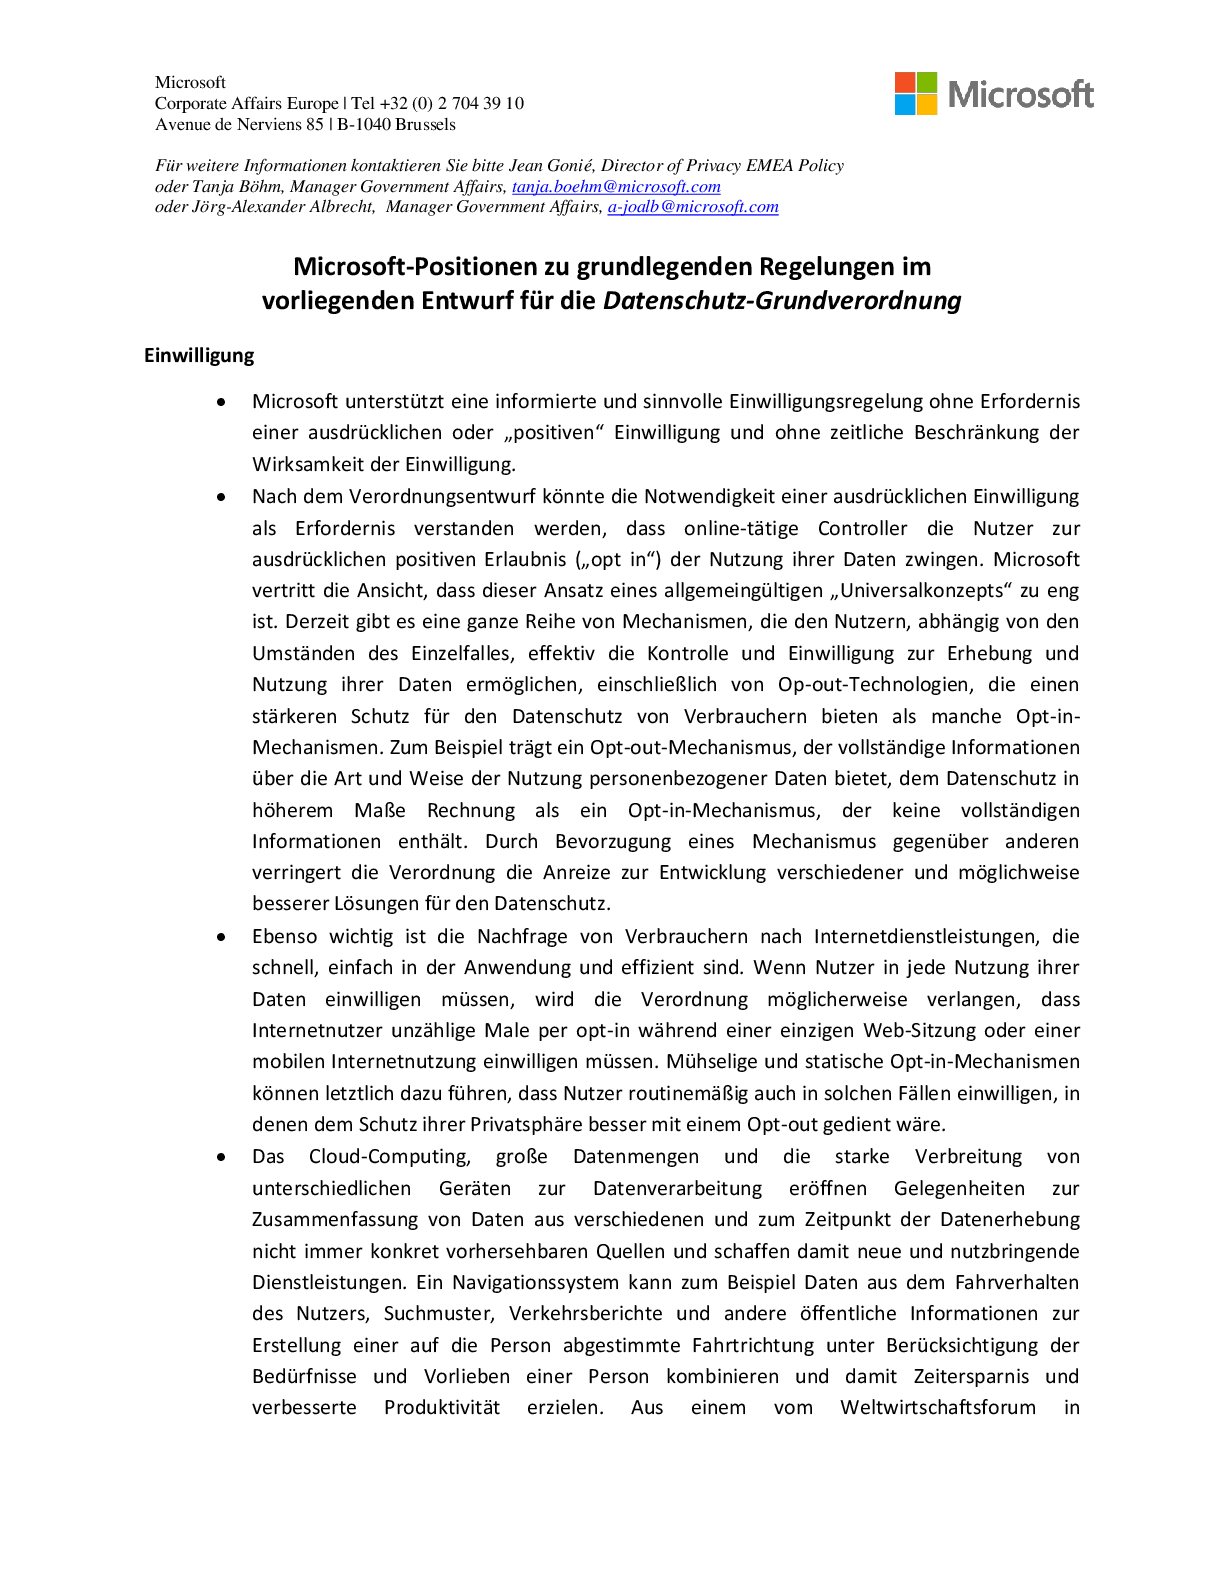 Microsoft
Corporate Affairs Europe | Tel +32 (0) 2 704 39 10
Avenue de Nerviens 85 | B-1040 Brussels
Microsoft
Für weitere Informationen kontaktieren Sie bitte Jean Gonié, Director of Privacy EMEA Policy
oder Tanja Böhm, Manager Government Affairs, tanja.boehm@microsoft.com
oder Jörg-Alexander Albrecht, Manager Government Affairs, a-joalb@microsoft.com
Microsoft-Positionen zu grundlegenden Regelungen im
vorliegenden Entwurf für die Datenschutz-Grundverordnung
Einwilligung
• Microsoft unterstützt eine informierte und sinnvolle Einwilligungsregelung ohne Erfordernis
einer ausdrücklichen oder „positiven“ Einwilligung und ohne zeitliche Beschränkung der
Wirksamkeit der Einwilligung.
• Nach dem Verordnungsentwurf könnte die Notwendigkeit einer ausdrücklichen Einwilligung
als Erfordernis verstanden werden, dass online-tätige Controller die Nutzer zur
ausdrücklichen positiven Erlaubnis („opt in“) der Nutzung ihrer Daten zwingen. Microsoft
vertritt die Ansicht, dass dieser Ansatz eines allgemeingültigen „Universalkonzepts“ zu eng
ist. Derzeit gibt es eine ganze Reihe von Mechanismen, die den Nutzern, abhängig von den
Umständen des Einzelfalles, effektiv die Kontrolle und Einwilligung zur Erhebung und
Nutzung ihrer Daten ermöglichen, einschließlich von Op-out-Technologien, die einen
stärkeren Schutz für den Datenschutz von Verbrauchern bieten als manche Opt-in-
Mechanismen. Zum Beispiel trägt ein Opt-out-Mechanismus, der vollständige Informationen
über die Art und Weise der Nutzung personenbezogener Daten bietet, dem Datenschutz in
höherem Maße Rechnung als ein Opt-in-Mechanismus, der keine vollständigen
Informationen enthält. Durch Bevorzugung eines Mechanismus gegenüber anderen
verringert die Verordnung die Anreize zur Entwicklung verschiedener und möglichweise
besserer Lösungen für den Datenschutz.
• Ebenso wichtig ist die Nachfrage von Verbrauchern nach Internetdienstleistungen, die
schnell, einfach in der Anwendung und effizient sind. Wenn Nutzer in jede Nutzung ihrer
Daten einwilligen müssen, wird die Verordnung möglicherweise verlangen, dass
Internetnutzer unzählige Male per opt-in während einer einzigen Web-Sitzung oder einer
mobilen Internetnutzung einwilligen müssen. Mühselige und statische Opt-in-Mechanismen
können letztlich dazu führen, dass Nutzer routinemäßig auch in solchen Fällen einwilligen, in
denen dem Schutz ihrer Privatsphäre besser mit einem Opt-out gedient wäre.
• Das Cloud-Computing, große Datenmengen und die starke Verbreitung von
unterschiedlichen Geräten zur Datenverarbeitung eröffnen Gelegenheiten zur
Zusammenfassung von Daten aus verschiedenen und zum Zeitpunkt der Datenerhebung
nicht immer konkret vorhersehbaren Quellen und schaffen damit neue und nutzbringende
Dienstleistungen. Ein Navigationssystem kann zum Beispiel Daten aus dem Fahrverhalten
des Nutzers, Suchmuster, Verkehrsberichte und andere öffentliche Informationen zur
Erstellung einer auf die Person abgestimmte Fahrtrichtung unter Berücksichtigung der
Bedürfnisse und Vorlieben einer Person kombinieren und damit Zeitersparnis und
verbesserte Produktivität erzielen. Aus einem vom Weltwirtschaftsforum in